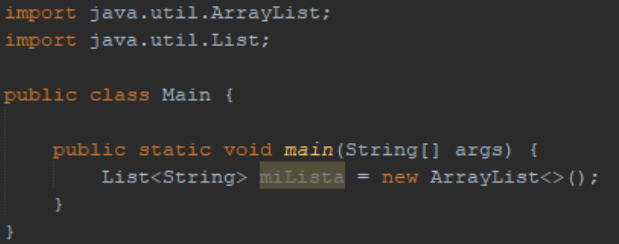 import java.util.ArrayList;
import java.util.List;
public class Main {
public static void main(String[] args) {
List<String> miLista = new ArrayList<>();
}
}